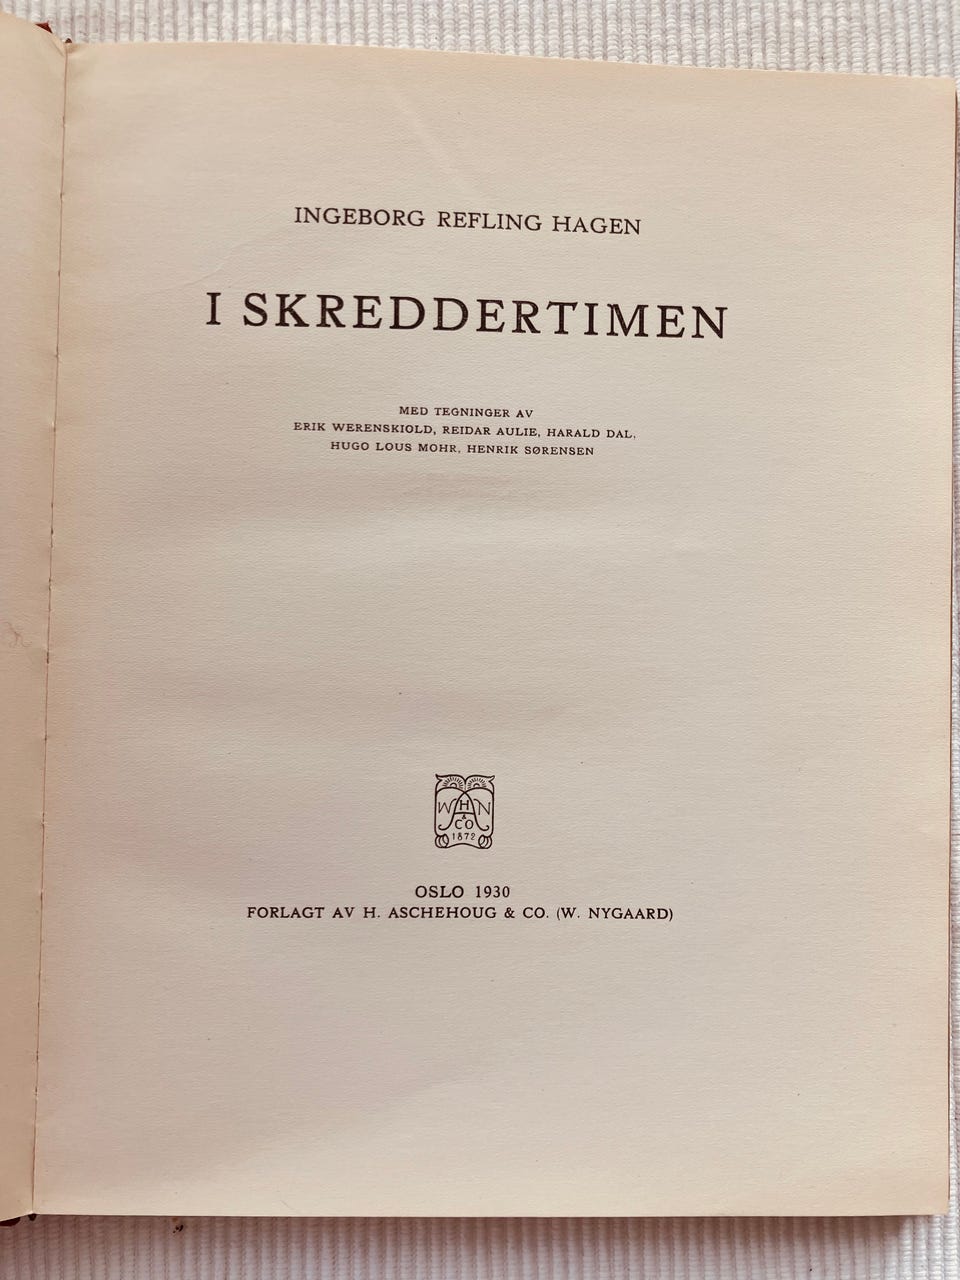 INGEBORG REFLING HAGEN
I SKREDDERTIMEN
MED TEGNINGER AV
ERIK WERENSKIOLD, REIDAR AULIE, HARALD DAL,
HUGO LOUS MOHR, HENRIK SØRENSEN
WHN
&
CO
1872
OSLO 1930
FORLAGT AV H. ASCHEHOUG & CO. (W. NYGAARD)